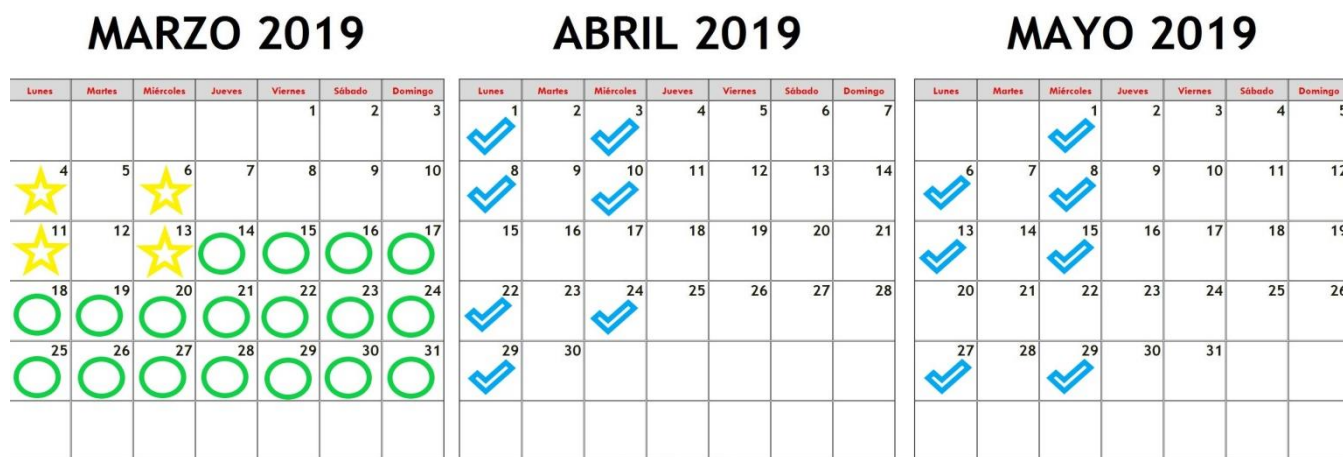 MARZO 2019 ABRIL 2019 MAYO 2019
Lunes Martes Miércoles Jueves Viernes Sábado Domingo Lunes Martes Miércoles Jueves Viernes Sábado Domingo Lunes Martes Miércoles Jueves Viernes Sábado Domingo
1 2 3 1 2 3 4 5 6 7 1 2 3 4 5
4 5 6 7 8 9 10 8 9 10 11 12 13 14 6 7 8 9 10 11 12
11 12 13 14 15 16 17 15 16 17 18 19 20 21 13 14 15 16 17 18 19
18 19 20 21 22 23 24 22 23 24 25 26 27 28 20 21 22 23 24 25 26
25 26 27 28 29 30 31 29 30 27 28 29 30 31